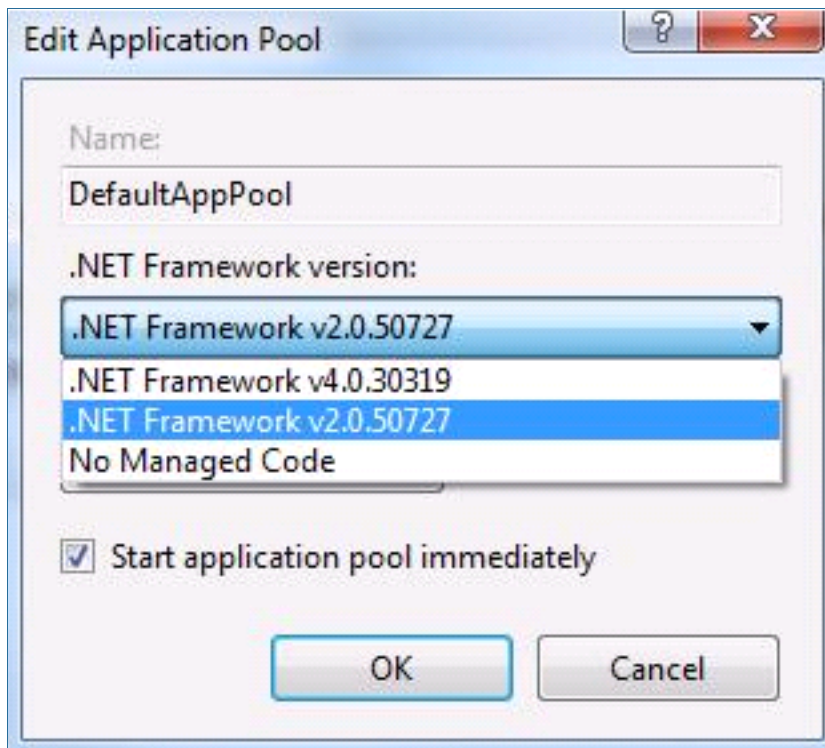 Edit Application Pool
Name:
DefaultAppPool
.NET Framework version:
.NET Framework v2.0.50727
.NET Framework v4.0.30319
.NET Framework v2.0.50727
No Managed Code
Start application pool immediately
OK
Cancel